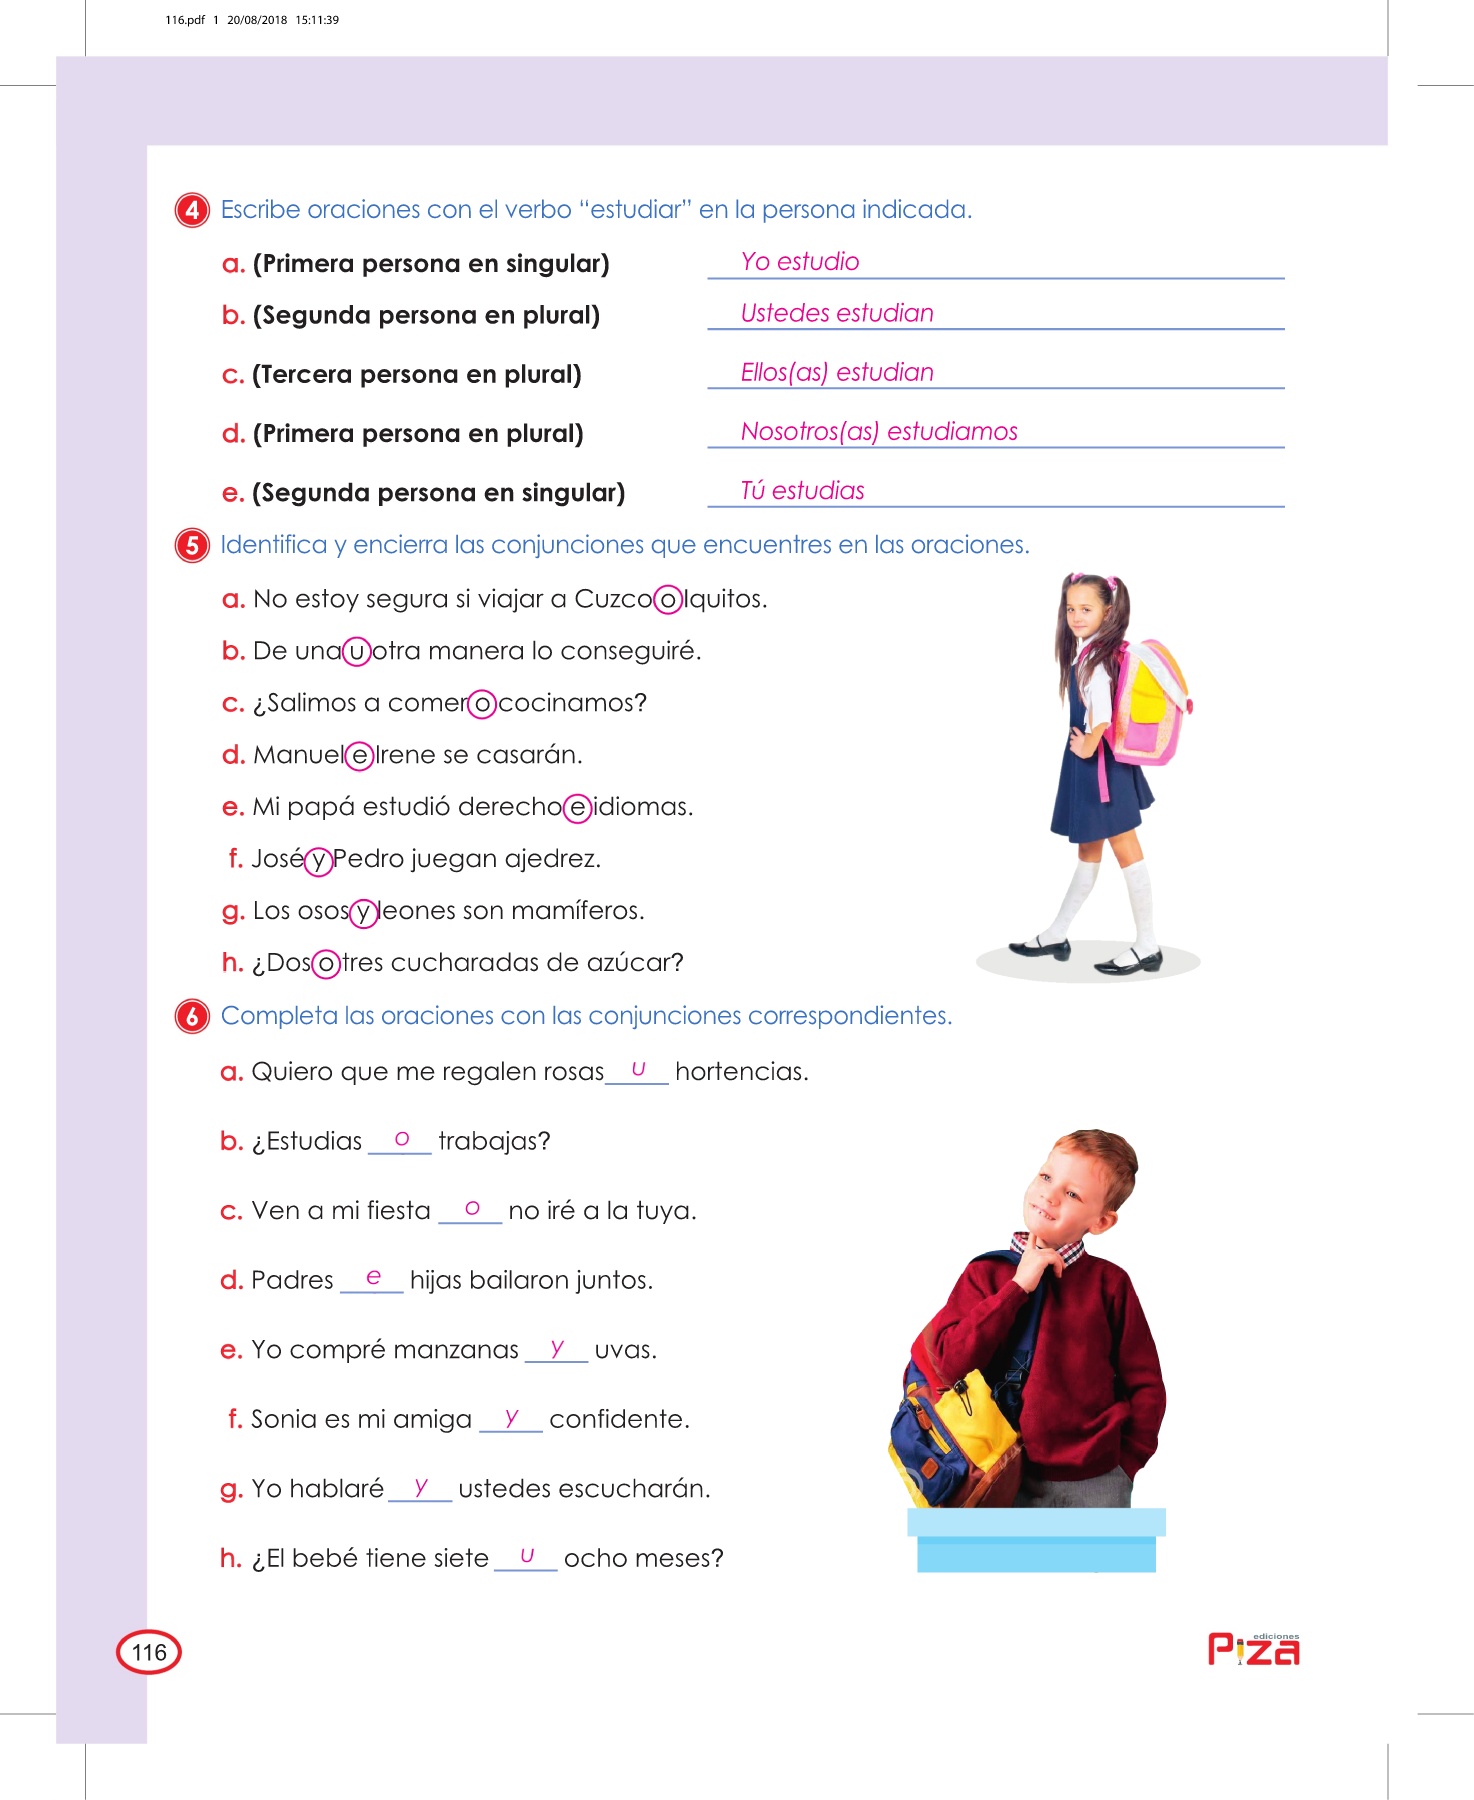 116.pdf 1 20/08/2018 15:11:39
4 Escribe oraciones con el verbo “estudiar” en la persona indicada.
a. (Primera persona en singular) Yo estudio
b. (Segunda persona en plural) Ustedes estudian
c. (Tercera persona en plural) Ellos(as) estudian
d. (Primera persona en plural) Nosotros(as) estudiamos
e. (Segunda persona en singular) Tú estudias
5 Identifica y encierra las conjunciones que encuentres en las oraciones.
a. No estoy segura si viajar a Cuzco o Iquitos.
b. De una u otra manera lo conseguiré.
c. ¿Salimos a comer o cocinamos?
d. Manuel e Irene se casarán.
e. Mi papá estudió derecho e idiomas.
f. José y Pedro juegan ajedrez.
g. Los osos y leones son mamíferos.
h. ¿Dos o tres cucharadas de azúcar?
6 Completa las oraciones con las conjunciones correspondientes.
a. Quiero que me regalen rosas u hortencias.
b. ¿Estudias o trabajas?
c. Ven a mi fiesta o no iré a la tuya.
d. Padres e hijas bailaron juntos.
e. Yo compré manzanas y uvas.
f. Sonia es mi amiga y confidente.
g. Yo hablaré y ustedes escucharán.
h. ¿El bebé tiene siete u ocho meses?
116
ediciones
Piza